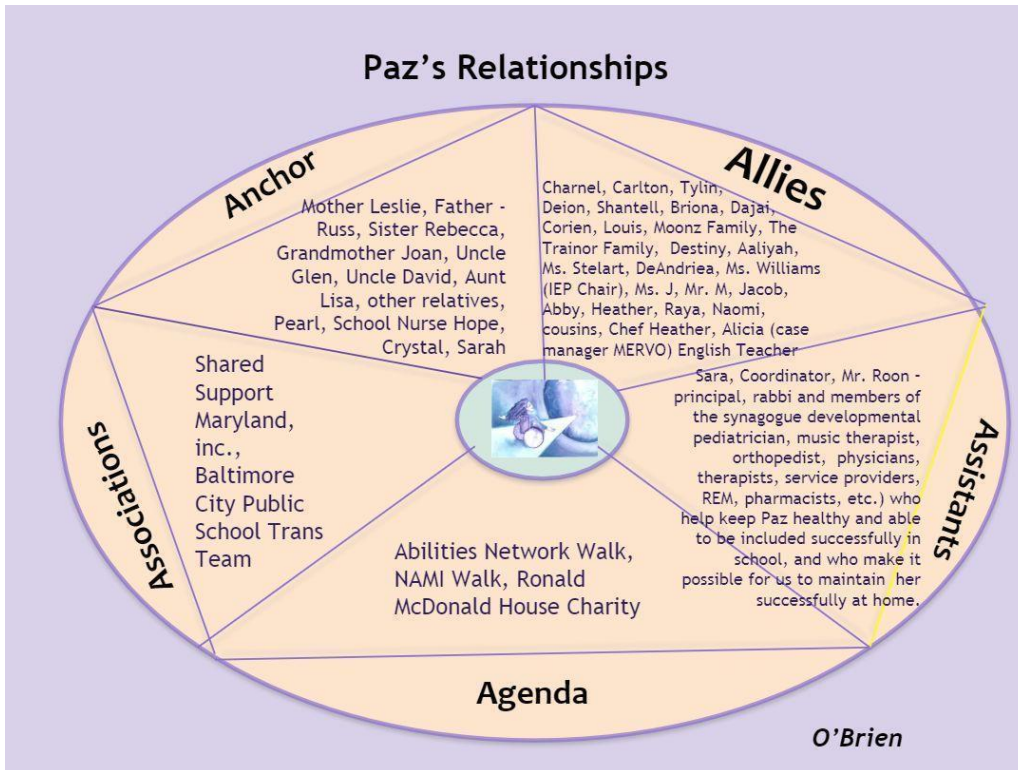 Paz's Relationships
Anchor
Mother Leslie, Father -
Russ, Sister Rebecca,
Grandmother Joan, Uncle
Glen, Uncle David, Aunt
Lisa, other relatives,
Pearl, School Nurse Hope,
Crystal, Sarah
Allies
Charnel, Carlton, Tylin,
Deion, Shantell, Briona, Dajai,
Corien, Louis, Moonz Family, The
Trainor Family, Destiny, Aaliyah,
Ms. Stelart, DeAndriea, Ms. Williams
(IEP Chair), Ms. J, Mr. M, Jacob,
Abby, Heather, Raya, Naomi,
cousins, Chef Heather, Alicia (case
manager MERVO) English Teacher
Associations
Shared
Support
Maryland,
inc.,
Baltimore
City Public
School Trans
Team
Assistants
Sara, Coordinator, Mr. Roon -
principal, rabbi and members of
the synagogue developmental
pediatrician, music therapist,
orthopedist, physicians,
therapists, service providers,
REM, pharmacists, etc.) who
help keep Paz healthy and able
to be included successfully in
school, and who make it
possible for us to maintain her
successfully at home.
Abilities Network Walk,
NAMI Walk, Ronald
McDonald House Charity
Agenda
O'Brien